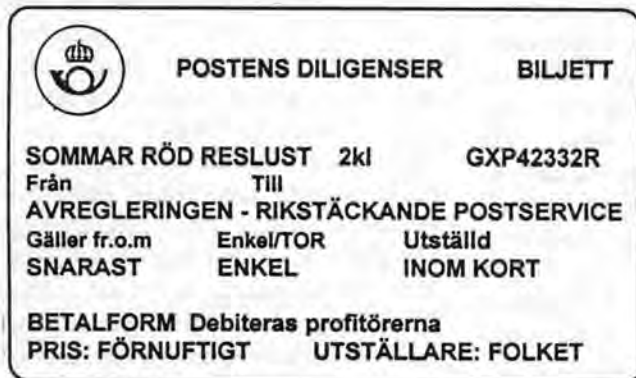 POSTENS DILIGENSER BILJETT
SOMMAR RÖD RESLUST 2kl GXP42332R
Från Till
AVREGLERINGEN - RIKSTÄCKANDE POSTSERVICE
Gäller fr.o.m Enkel/TOR Utställd
SNARAST ENKEL INOM KORT
BETALFORM Debiteras profitörerna
PRIS: FÖRNUFTIGT UTSTÄLLARE: FOLKET